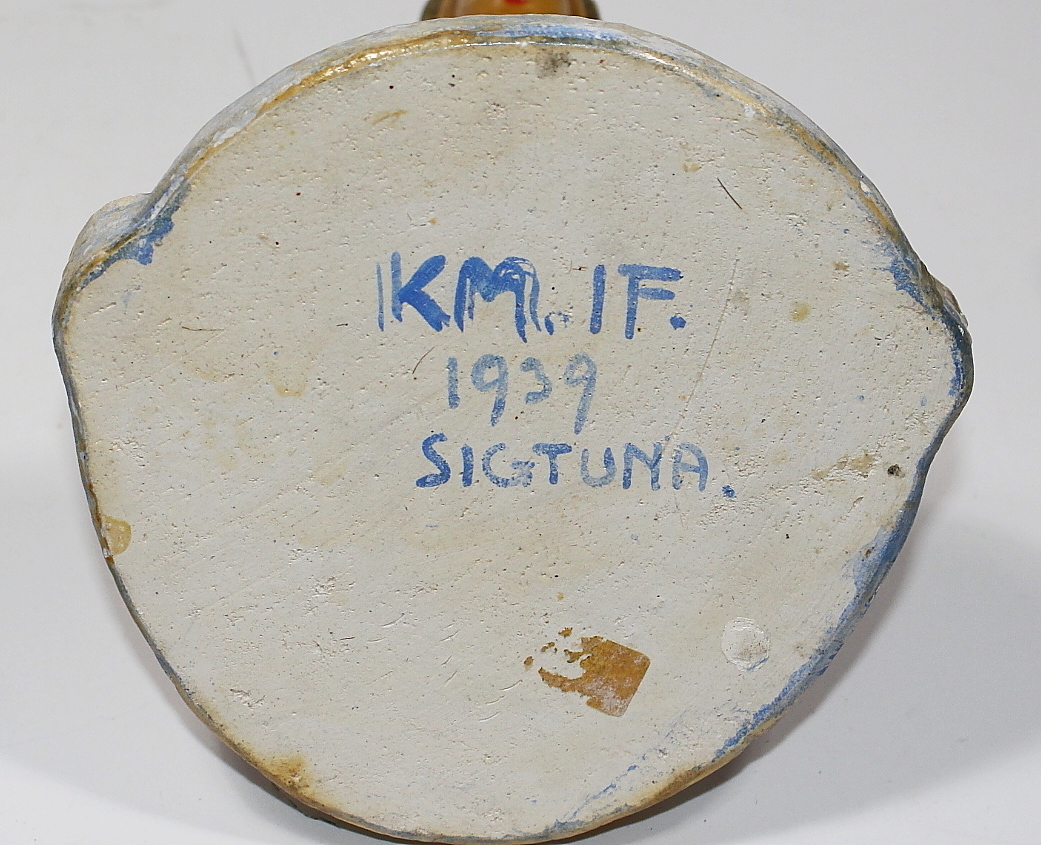 KM. IF.
1939
SIGTUNA.